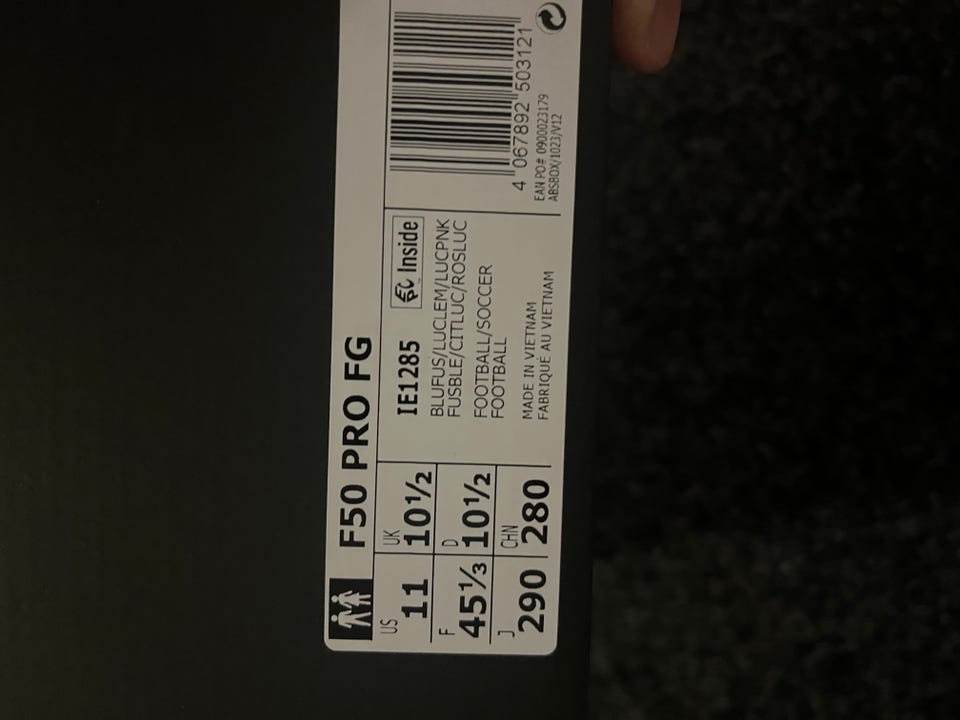 F50 PRO FG
US
11
UK
10½
F
45⅓
D
10½
J
290
CHN
280
IE1285
Inside
BLUFUS/LUCLEM/LUCPNK
FUSBLE/CITLUC/ROSLUC
FOOTBALL/SOCCER
FOOTBALL
MADE IN VIETNAM
FABRIQUÉ AU VIETNAM
4 067892 503121
EAN PO# 0900023179
ABSBOX/1023/V12